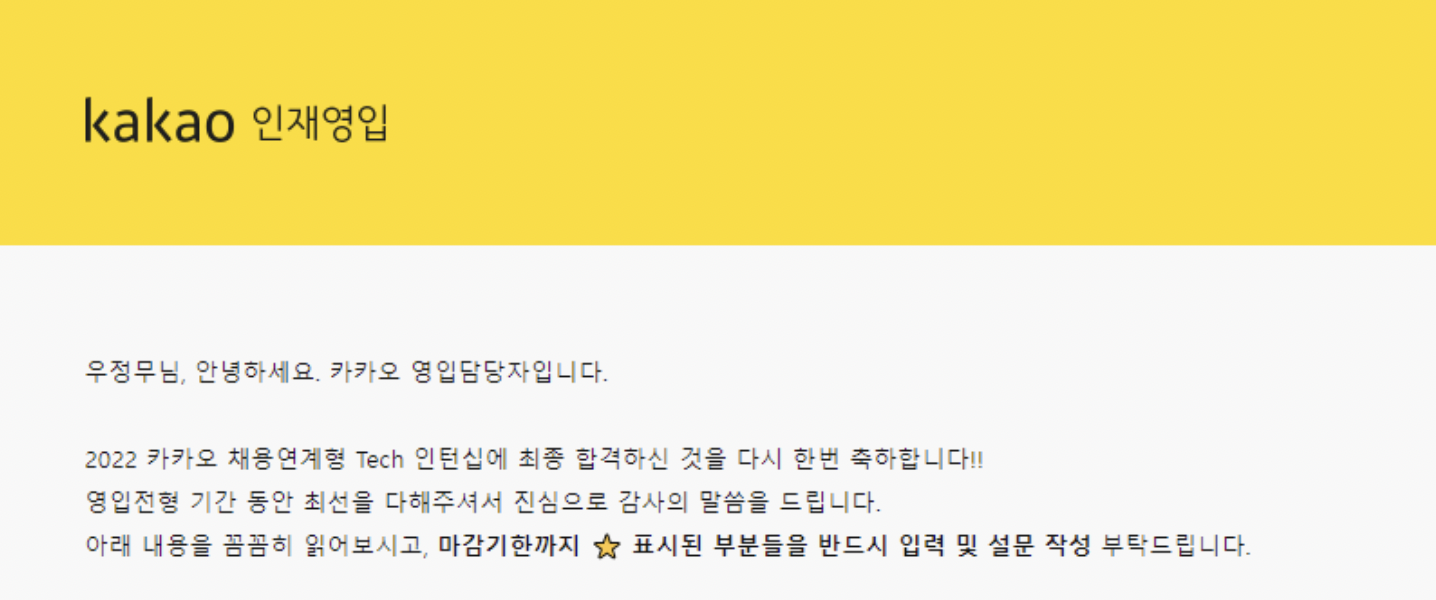 kakao 인재영입
우정무님, 안녕하세요. 카카오 영입담당자입니다.
2022 카카오 채용연계형 Tech 인턴십에 최종 합격하신 것을 다시 한번 축하합니다!!
영입전형 기간 동안 최선을 다해주셔서 진심으로 감사의 말씀을 드립니다.
아래 내용을 꼼꼼히 읽어보시고, 마감기한까지 ⭐ 표시된 부분들을 반드시 입력 및 설문 작성 부탁드립니다.